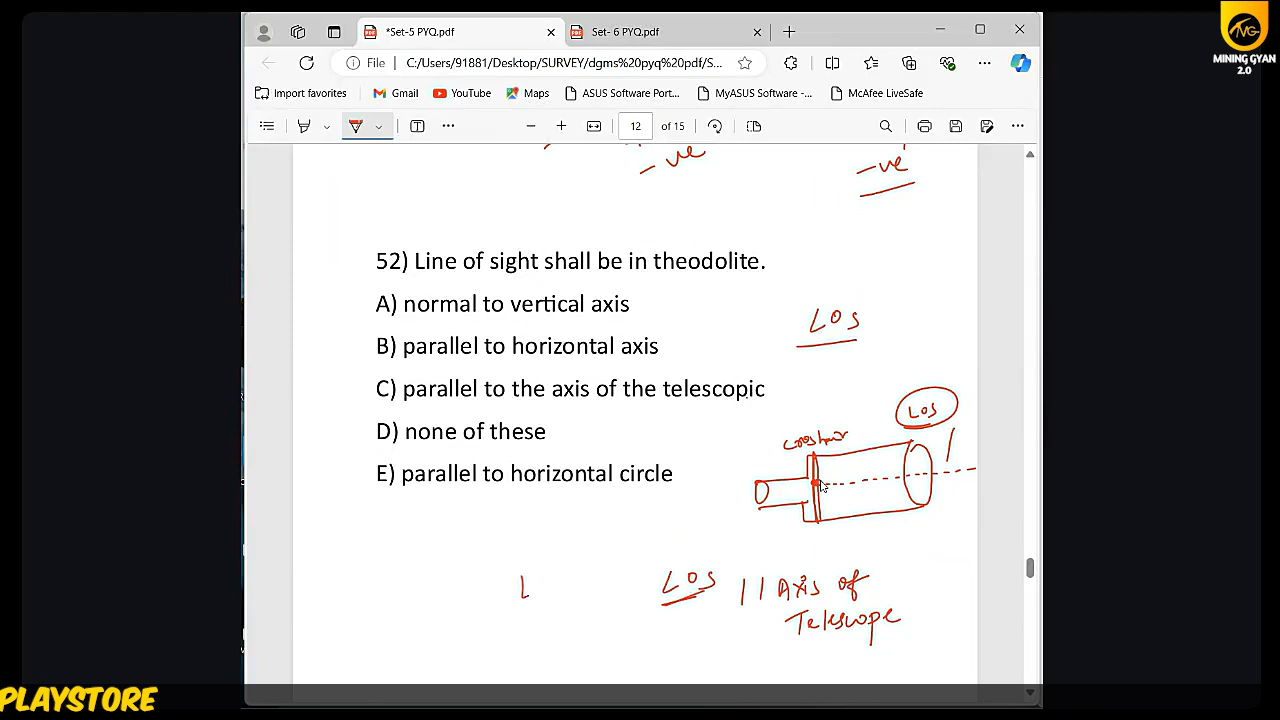 *Set-5 PYQ.pdf
Set- 6 PYQ.pdf
MINING GYAN
2.0
File
C:/Users/91881/Desktop/SURVEY/dgms%20pyq%20pdf/S...
Import favorites
Gmail
YouTube
Maps
ASUS Software Port...
MyASUS Software -...
McAfee LiveSafe
12 of 15
-ve
-ve
52) Line of sight shall be in theodolite.
A) normal to vertical axis
LOS
B) parallel to horizontal axis
C) parallel to the axis of the telescopic
LOS
D) none of these
crosshair
E) parallel to horizontal circle
LOS || Axis of
Telescope
PLAYSTORE